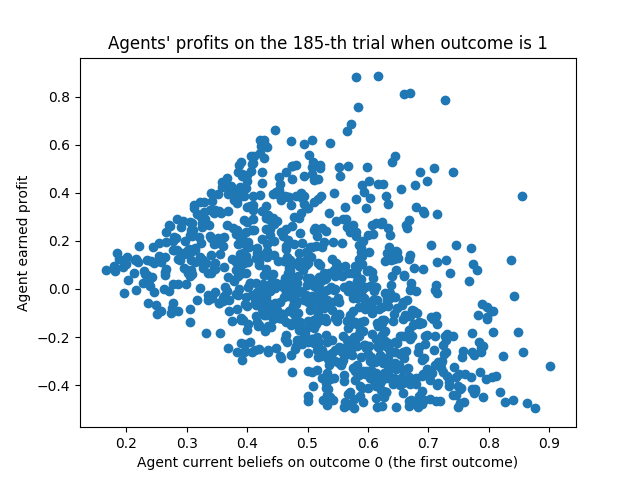 Agents' profits on the 185-th trial when outcome is 1
Agent earned profit
0.8
0.6
0.4
0.2
0.0
−0.2
−0.4
0.2 0.3 0.4 0.5 0.6 0.7 0.8 0.9
Agent current beliefs on outcome 0 (the first outcome)